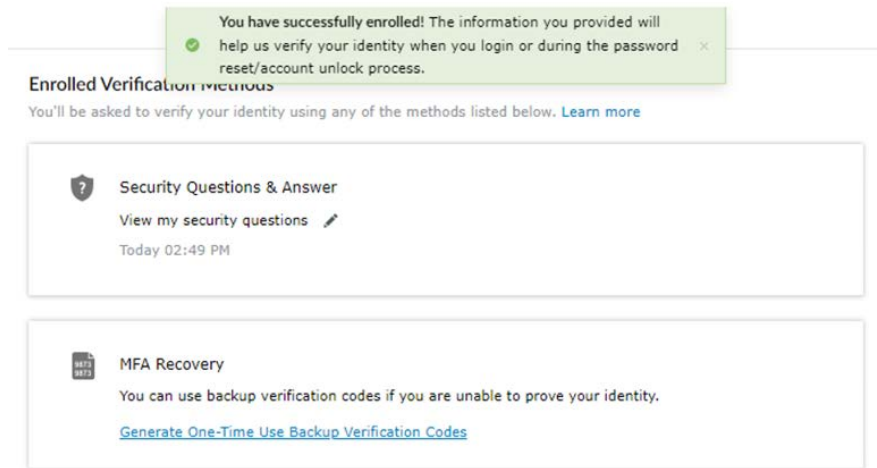 You have successfully enrolled! The information you provided will
help us verify your identity when you login or during the password
reset/account unlock process.
Enrolled Verification Methods
You'll be asked to verify your identity using any of the methods listed below. Learn more
Security Questions & Answer
View my security questions
Today 02:49 PM
9873
9873
MFA Recovery
You can use backup verification codes if you are unable to prove your identity.
Generate One-Time Use Backup Verification Codes